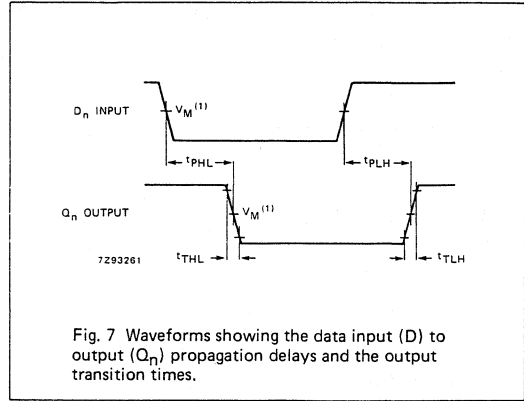 Dn INPUT
VM(1)
tPHL
tPLH
Qn OUTPUT
VM(1)
7Z93261
tTHL
tTLH
Fig. 7 Waveforms showing the data input (D) to
output (Qn) propagation delays and the output
transition times.